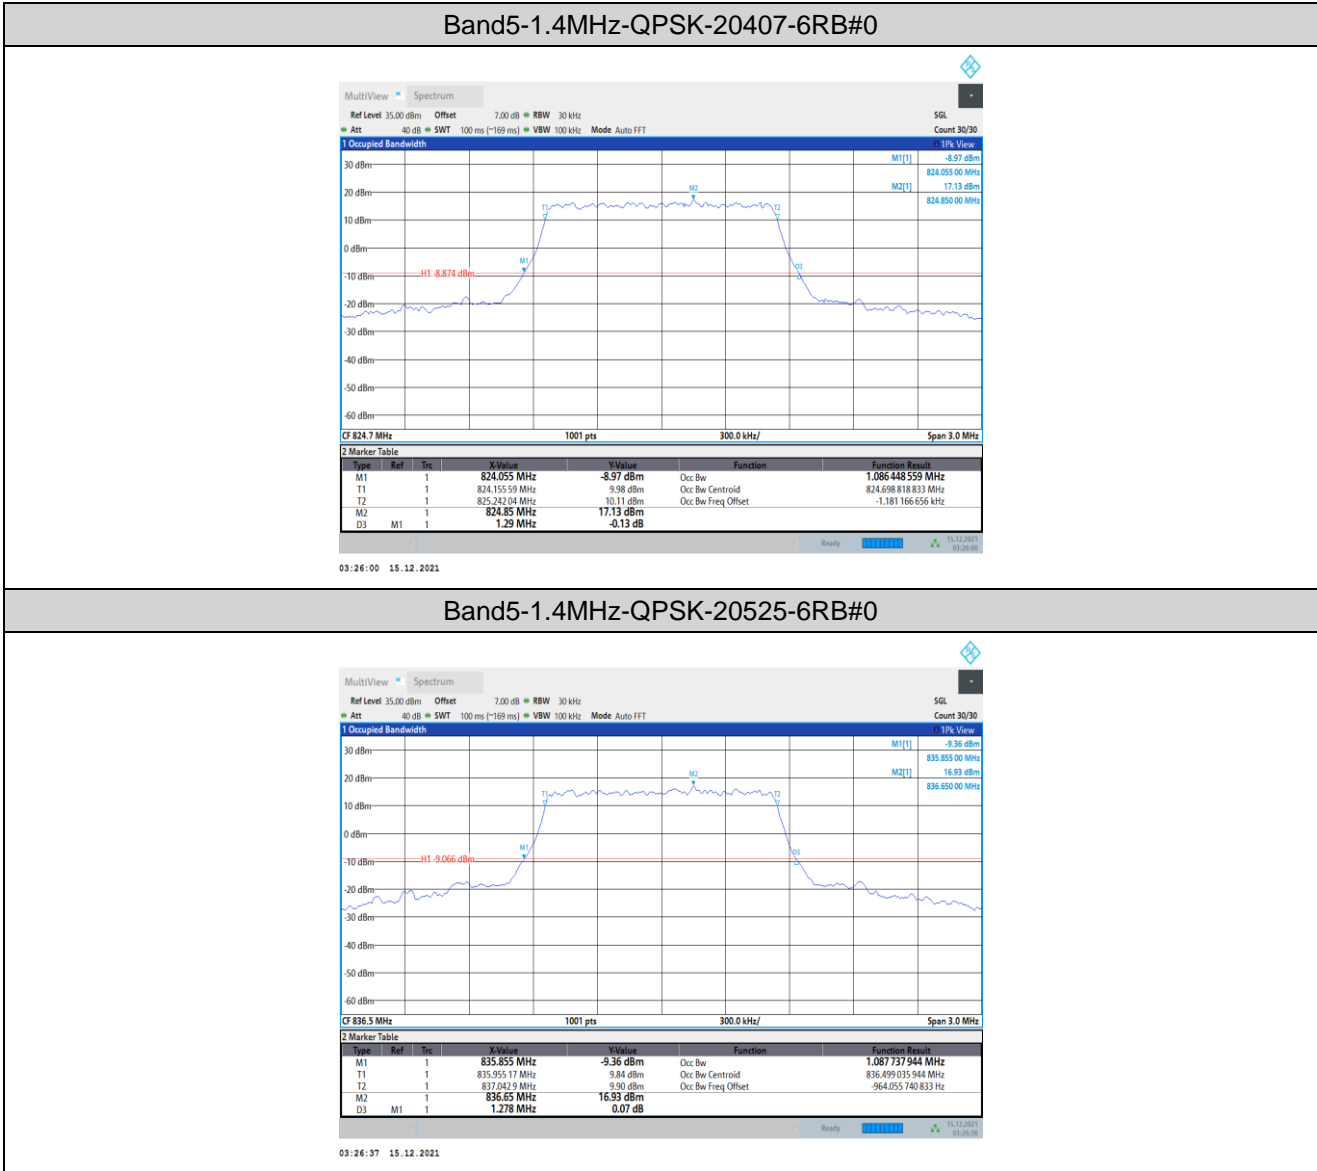 Band5-1.4MHz-QPSK-20407-6RB#0
MultiView Spectrum
Ref Level 35.00 dBm Offset 7.00 dB RBW 30 kHz SGL
Att 40 dB SWT 100 ms (~169 ms) VBW 100 kHz Mode Auto FFT Count 30/30
1 Occupied Bandwidth 1Pk View
M1[1] -8.97 dBm
30 dBm
824.055 00 MHz
M2[1] 17.13 dBm
20 dBm
824.850 00 MHz
M2
T1
T2
10 dBm
0 dBm
M1
D3
H1 -8.874 dBm
-10 dBm
-20 dBm
-30 dBm
-40 dBm
-50 dBm
-60 dBm
CF 824.7 MHz 1001 pts 300.0 kHz/ Span 3.0 MHz
2 Marker Table
Type Ref Trc X-Value Y-Value Function Function Result
M1 1 824.055 MHz -8.97 dBm Occ Bw 1.086 448 559 MHz
T1 1 824.155 59 MHz 9.98 dBm Occ Bw Centroid 824.698 818 833 MHz
T2 1 825.242 04 MHz 10.11 dBm Occ Bw Freq Offset -1.181 166 656 kHz
M2 1 824.85 MHz 17.13 dBm
D3 M1 1 1.29 MHz -0.13 dB
Ready 15.12.2021
03:26:00
03:26:00 15.12.2021
Band5-1.4MHz-QPSK-20525-6RB#0
MultiView Spectrum
Ref Level 35.00 dBm Offset 7.00 dB RBW 30 kHz SGL
Att 40 dB SWT 100 ms (~169 ms) VBW 100 kHz Mode Auto FFT Count 30/30
1 Occupied Bandwidth 1Pk View
M1[1] -9.36 dBm
30 dBm
835.855 00 MHz
M2[1] 16.93 dBm
20 dBm
836.650 00 MHz
M2
T1
T2
10 dBm
0 dBm
M1
D3
H1 -9.066 dBm
-10 dBm
-20 dBm
-30 dBm
-40 dBm
-50 dBm
-60 dBm
CF 836.5 MHz 1001 pts 300.0 kHz/ Span 3.0 MHz
2 Marker Table
Type Ref Trc X-Value Y-Value Function Function Result
M1 1 835.855 MHz -9.36 dBm Occ Bw 1.087 737 944 MHz
T1 1 835.955 17 MHz 9.84 dBm Occ Bw Centroid 836.499 035 944 MHz
T2 1 837.042 9 MHz 9.90 dBm Occ Bw Freq Offset -964.055 740 833 Hz
M2 1 836.65 MHz 16.93 dBm
D3 M1 1 1.278 MHz 0.07 dB
Ready 15.12.2021
03:26:37 15.12.2021